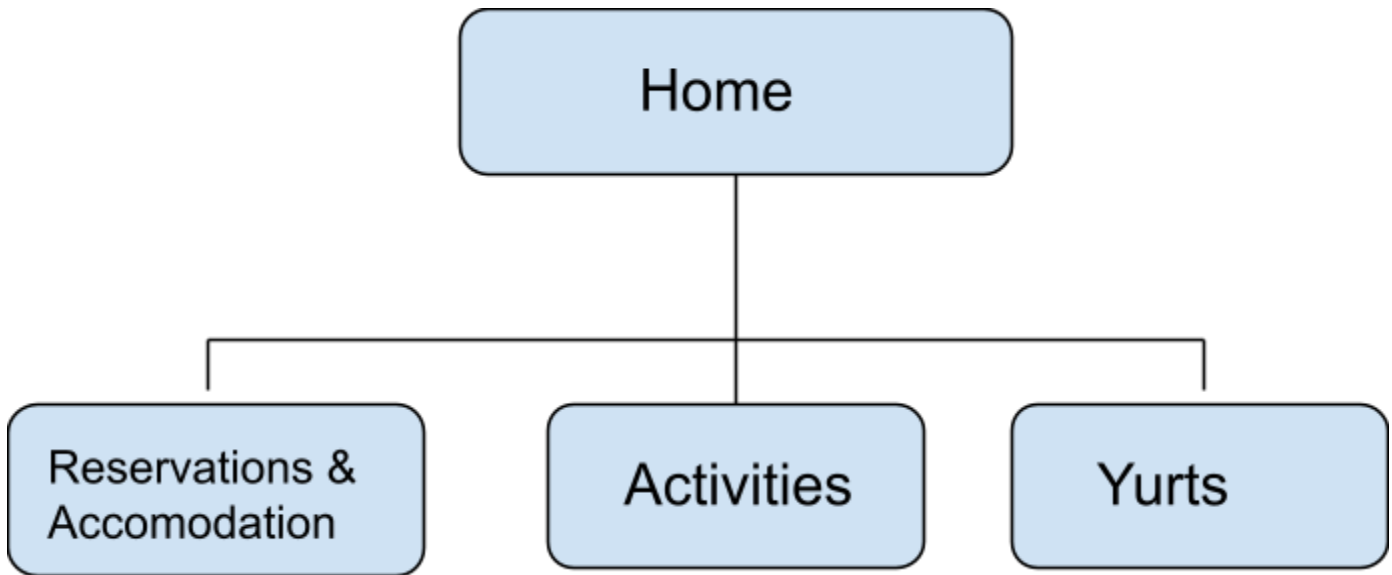 Home
Reservations &
Accomodation
Activities
Yurts